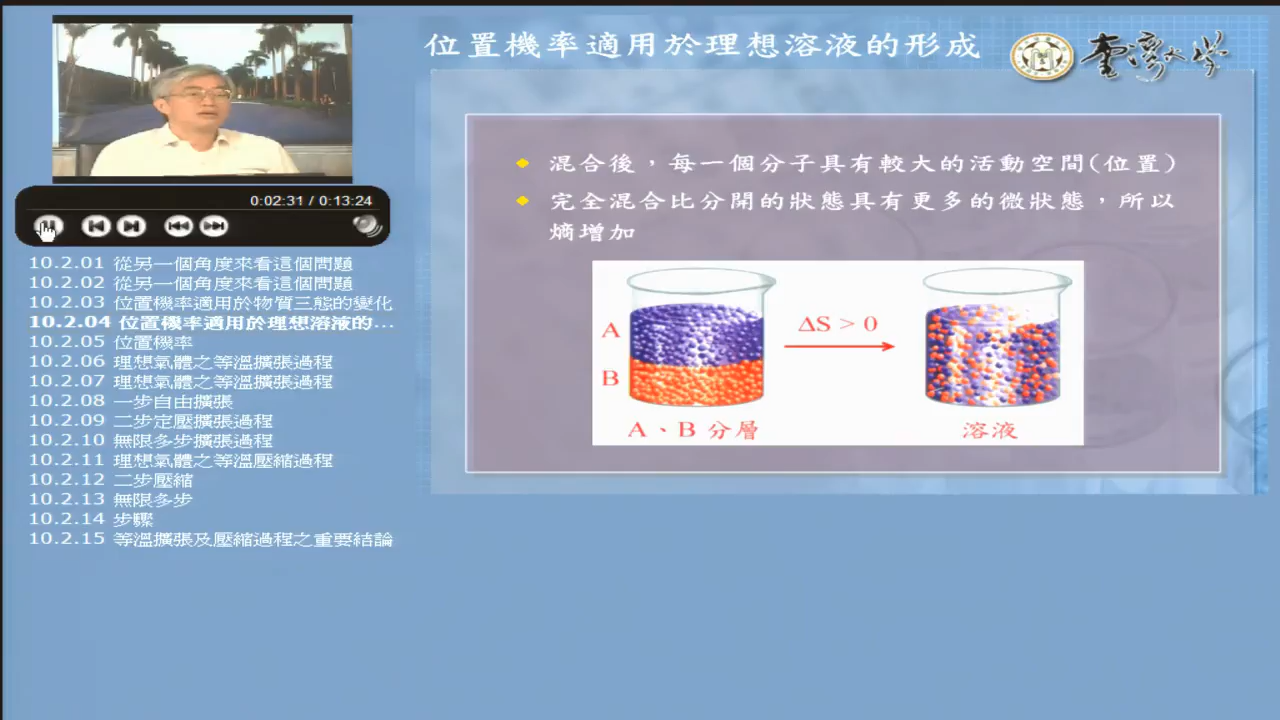 位置機率適用於理想溶液的形成
臺灣大學
混合後，每一個分子具有較大的活動空間(位置)
完全混合比分開的狀態具有更多的微狀態，所以
熵增加
A
B
ΔS > 0
A、B 分層
溶液
0:02:31 / 0:13:24
10.2.01 從另一個角度來看這個問題
10.2.02 從另一個角度來看這個問題
10.2.03 位置機率適用於物質三態的變化
10.2.04 位置機率適用於理想溶液的...
10.2.05 位置機率
10.2.06 理想氣體之等溫擴張過程
10.2.07 理想氣體之等溫擴張過程
10.2.08 一步自由擴張
10.2.09 二步定壓擴張過程
10.2.10 無限多步擴張過程
10.2.11 理想氣體之等溫壓縮過程
10.2.12 二步壓縮
10.2.13 無限多步
10.2.14 步驟
10.2.15 等溫擴張及壓縮過程之重要結論